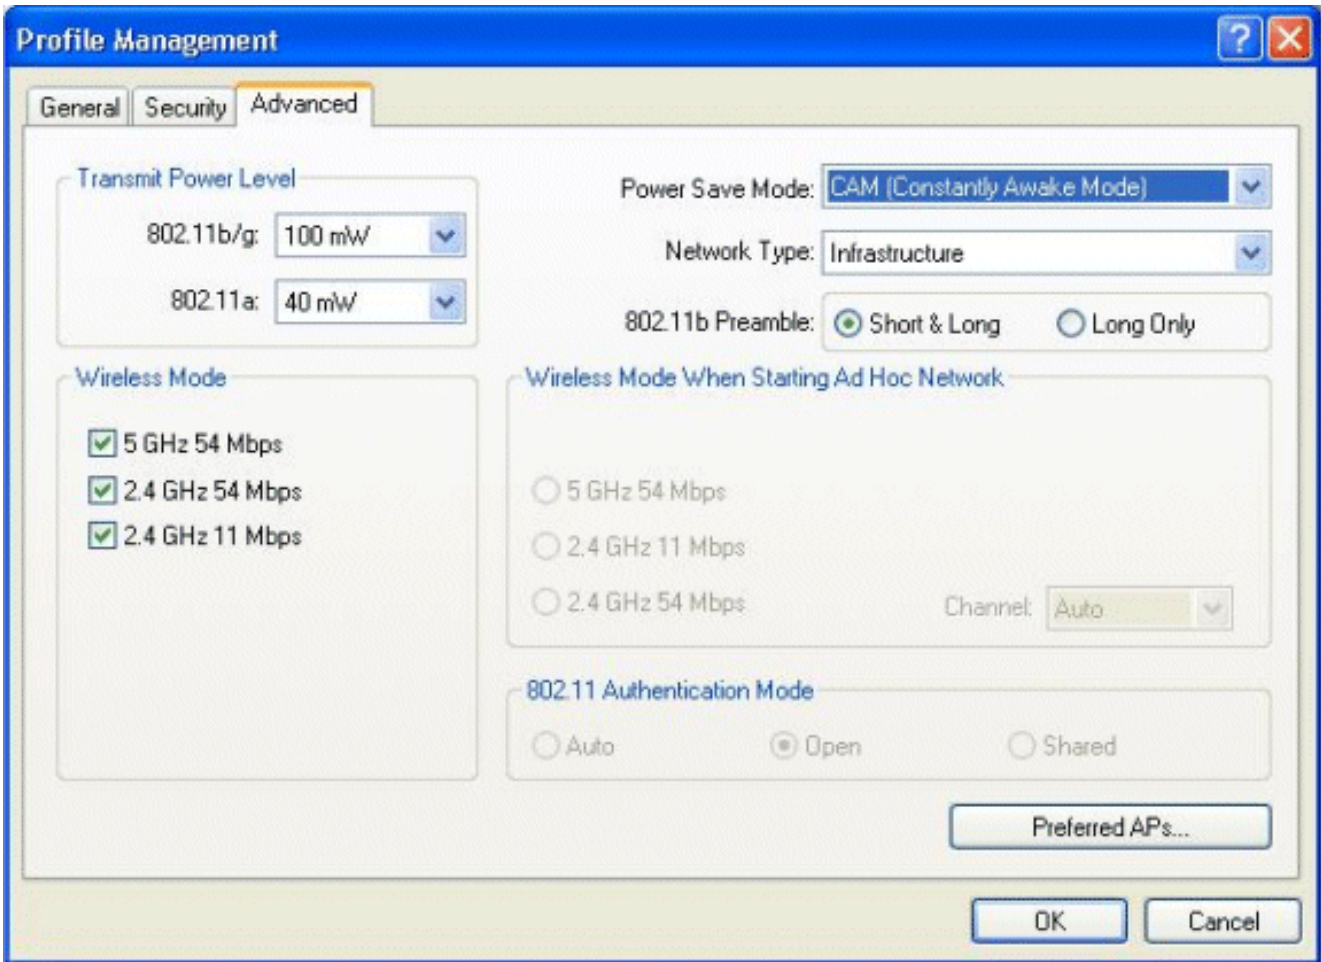 Profile Management
General Security Advanced
Transmit Power Level
802.11b/g: 100 mW
802.11a: 40 mW
Power Save Mode: CAM (Constantly Awake Mode)
Network Type: Infrastructure
802.11b Preamble: Short & Long Long Only
Wireless Mode
5 GHz 54 Mbps
2.4 GHz 54 Mbps
2.4 GHz 11 Mbps
Wireless Mode When Starting Ad Hoc Network
5 GHz 54 Mbps
2.4 GHz 11 Mbps
2.4 GHz 54 Mbps Channel: Auto
802.11 Authentication Mode
Auto Open Shared
Preferred APs...
OK Cancel